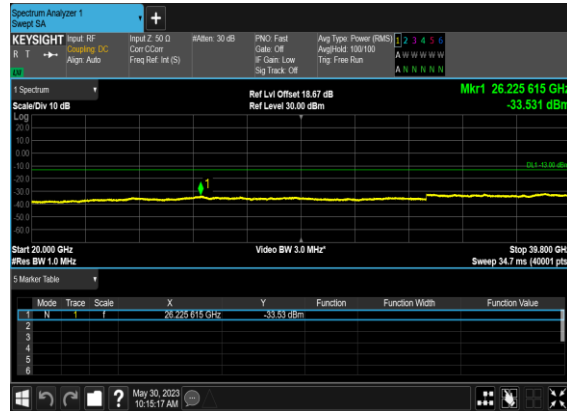 Spectrum Analyzer 1
Swept SA
+
KEYSIGHT Input: RF Input Z: 50 Ω #Atten: 30 dB PNO: Fast Avg Type: Power (RMS) 1 2 3 4 5 6
R T Coupling: DC Corr CCorr Gate: Off Avg|Hold: 100/100 A W W W W W
Align: Auto Freq Ref: Int (S) IF Gain: Low Trig: Free Run
Sig Track: Off A N N N N N
1 Spectrum Ref Lvl Offset 18.67 dB Mkr1 26.225 615 GHz
Scale/Div 10 dB Ref Level 30.00 dBm -33.531 dBm
Log
20.0
10.0
0.00
-10.0 DL1 -13.00 dBm
-20.0
-30.0 1
-40.0
-50.0
-60.0
Start 20.000 GHz Video BW 3.0 MHz* Stop 39.800 GHz
#Res BW 1.0 MHz Sweep 34.7 ms (40001 pts)
5 Marker Table
Mode Trace Scale X Y Function Function Width Function Value
1 N 1 f 26.225 615 GHz -33.53 dBm
2
3
4
5
6
? May 30, 2023
10:15:17 AM